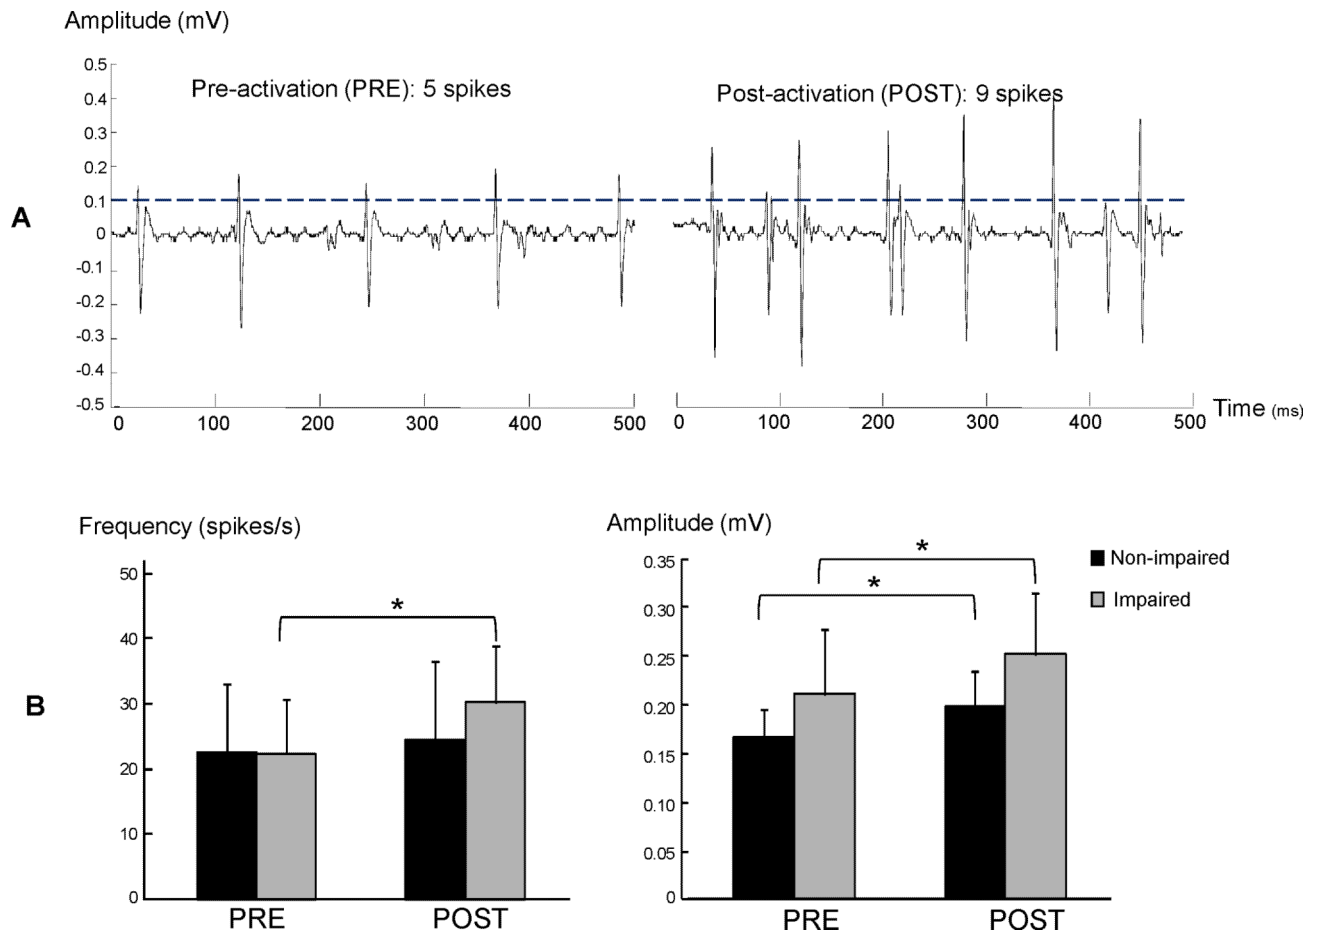 Amplitude (mV)
0.5
0.4
0.3
0.2
0.1
0
-0.1
-0.2
-0.3
-0.4
-0.5
Pre-activation (PRE): 5 spikes
Post-activation (POST): 9 spikes
A
0 100 200 300 400 500
0 100 200 300 400 500
Time (ms)
B
Frequency (spikes/s)
50
40
30
20
10
0
*
PRE POST
Amplitude (mV)
0.35
0.30
0.25
0.20
0.15
0.10
0.05
0
*
*
PRE POST
Non-impaired
Impaired